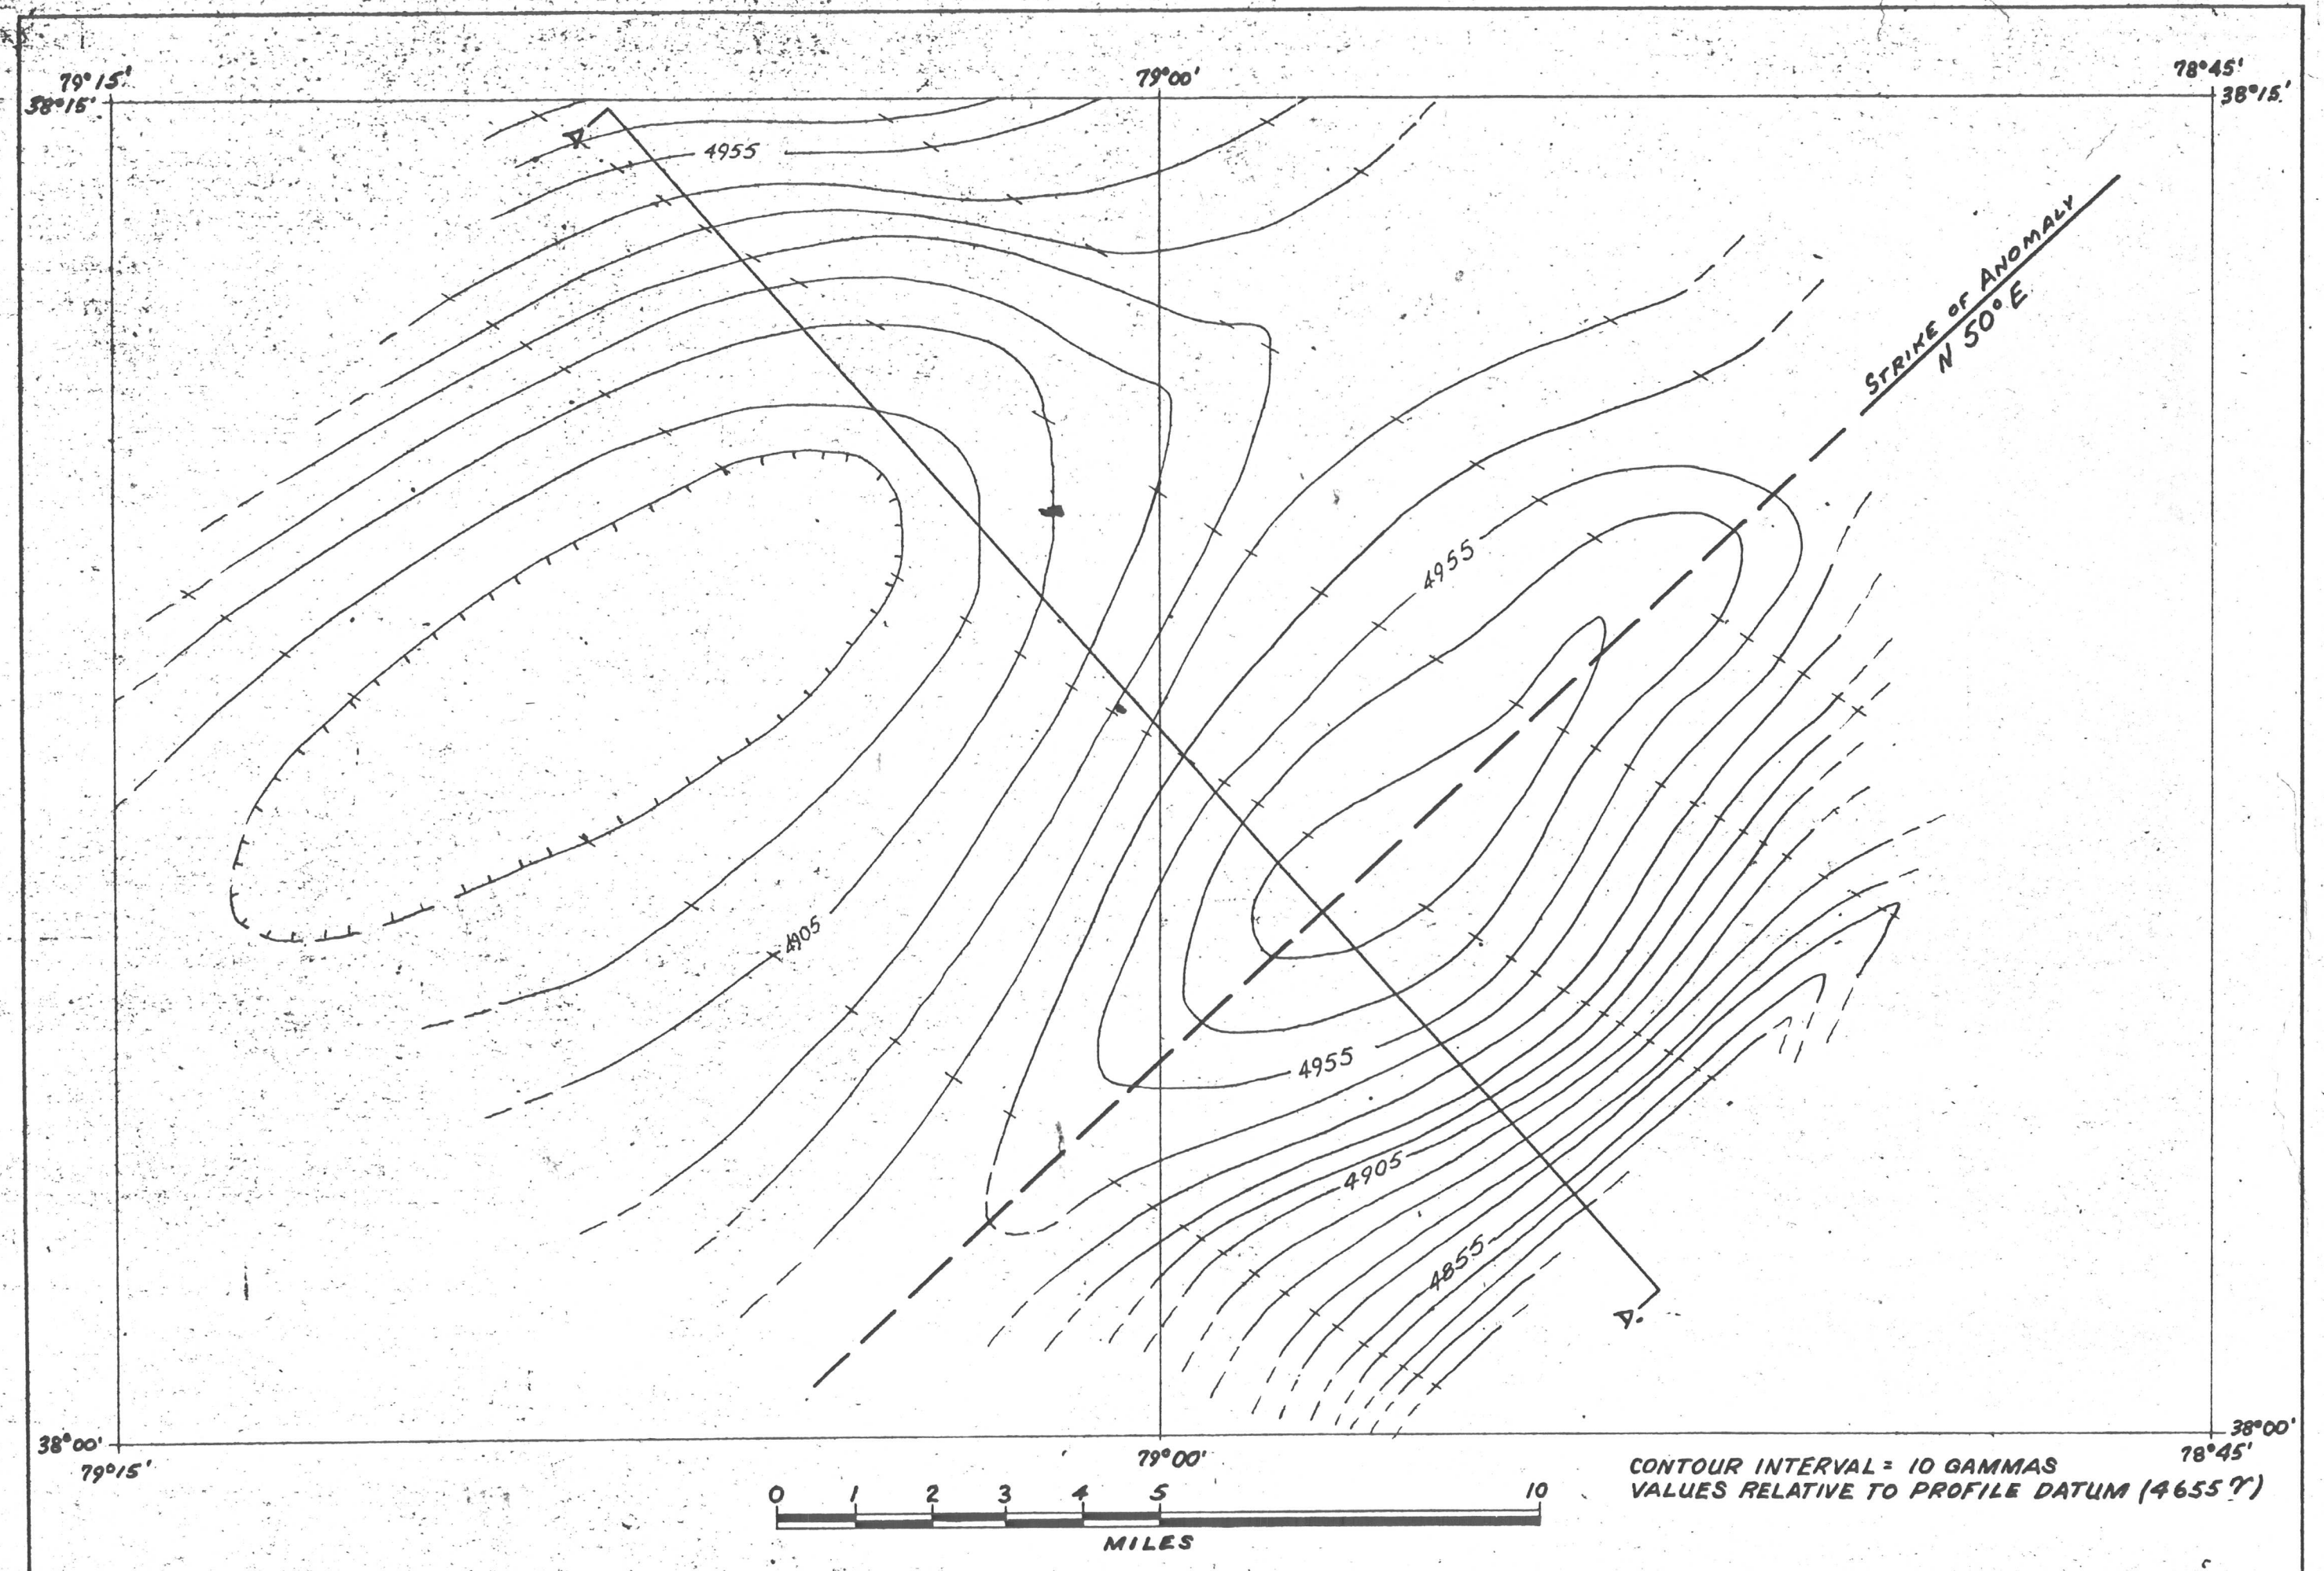 79°15'
79°00'
78°45'
38°15'
38°15'
A
4955
STRIKE OF ANOMALY
N 50° E
4955
4905
4955
4905
4855
A'
38°00'
38°00'
79°15'
79°00'
78°45'
CONTOUR INTERVAL = 10 GAMMAS
VALUES RELATIVE TO PROFILE DATUM (4655 γ)
0 1 2 3 4 5 10
MILES